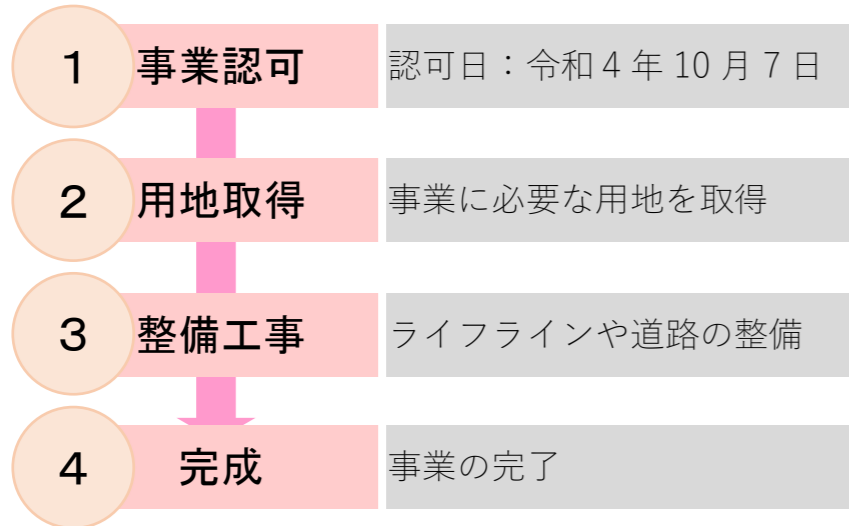 1 事業認可 認可日：令和4年10月7日
2 用地取得 事業に必要な用地を取得
3 整備工事 ライフラインや道路の整備
4 完成 事業の完了